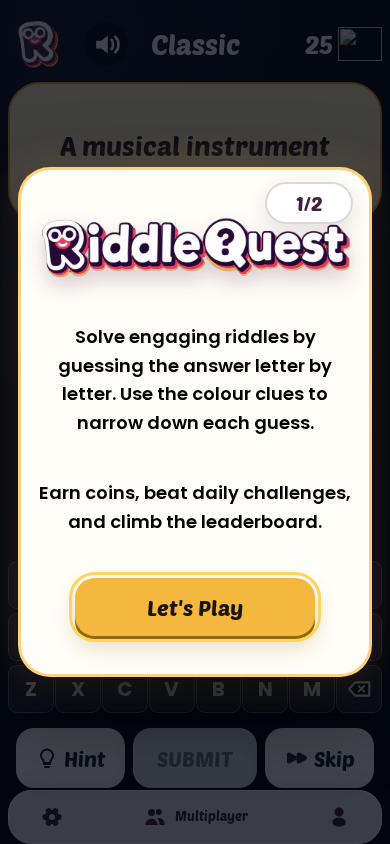 R
Classic
25
A musical instrument
1/2
Riddle Quest
Solve engaging riddles by
guessing the answer letter by
letter. Use the colour clues to
narrow down each guess.
Earn coins, beat daily challenges,
and climb the leaderboard.
Let's Play
Z X C V B N M
Hint
SUBMIT
Skip
Multiplayer